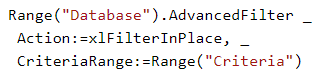 Range("Database").AdvancedFilter _
Action:=xlFilterInPlace, _
CriteriaRange:=Range("Criteria")